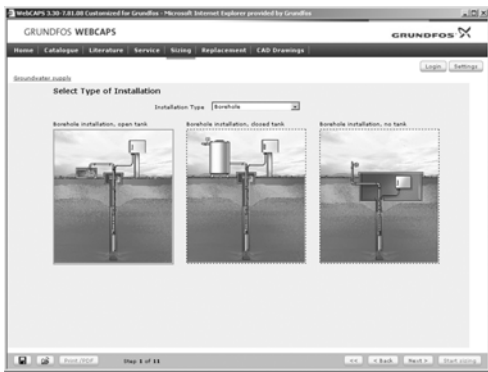 WebCAPS 3.30-7.01.08 Customized for Grundfos - Microsoft Internet Explorer provided by Grundfos
GRUNDFOS WEBCAPS
GRUNDFOS
Home Catalogue Literature Service Sizing Replacement CAD Drawings
Login Settings
Groundwater supply
Select Type of Installation
Installation Type Borehole
Borehole installation, open tank Borehole installation, closed tank Borehole installation, no tank
Print/PDF Step 1 of 11 << < Back Next > Start sizing